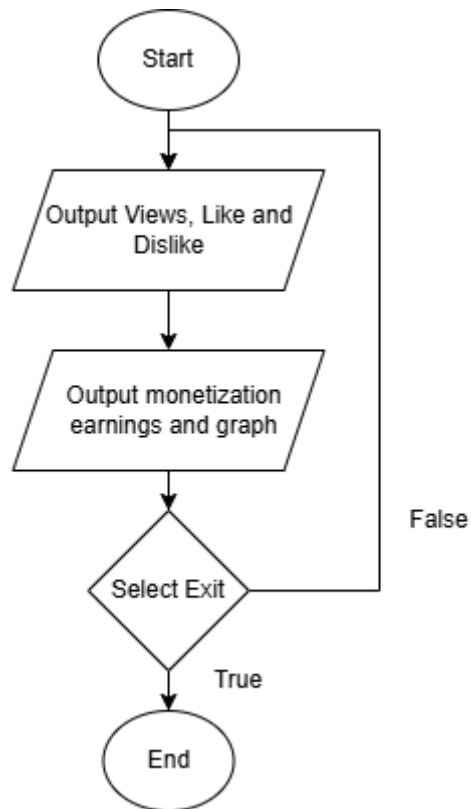 Start
Output Views, Like and
Dislike
Output monetization
earnings and graph
False
Select Exit
True
End